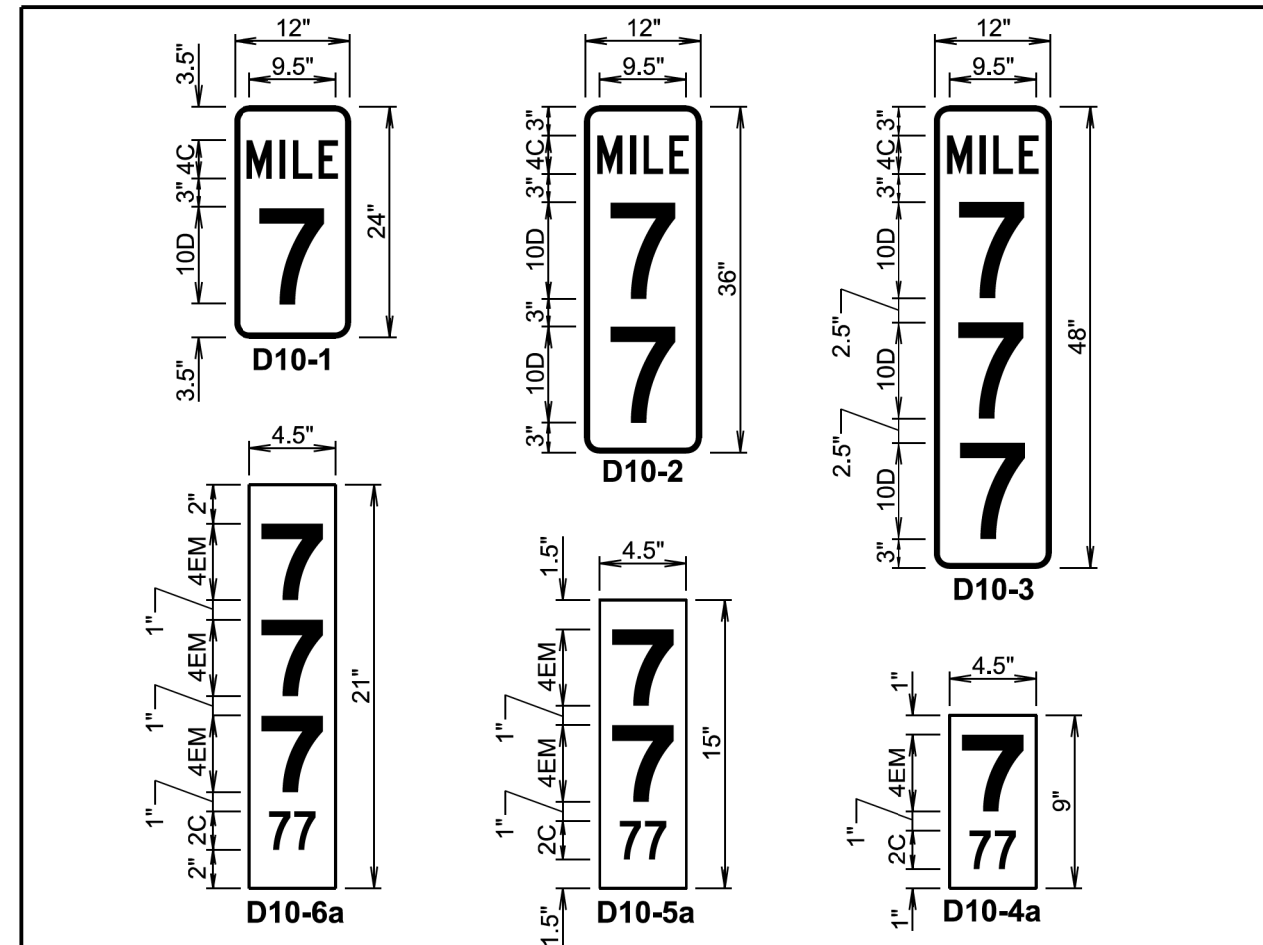 12"
9.5"
3.5"
4C
3"
10D
3.5"
24"
MILE
7
D10-1
12"
9.5"
3"
4C
3"
10D
3"
10D
3"
36"
MILE
7
7
D10-2
12"
9.5"
3"
4C
3"
10D
2.5"
10D
2.5"
10D
3"
48"
MILE
7
7
7
D10-3
4.5"
2"
4EM
1"
4EM
1"
4EM
1"
2C
2"
21"
7
7
7
77
D10-6a
4.5"
1.5"
4EM
1"
4EM
1"
2C
1.5"
15"
7
7
77
D10-5a
4.5"
1"
4EM
1"
2C
1"
9"
7
77
D10-4a